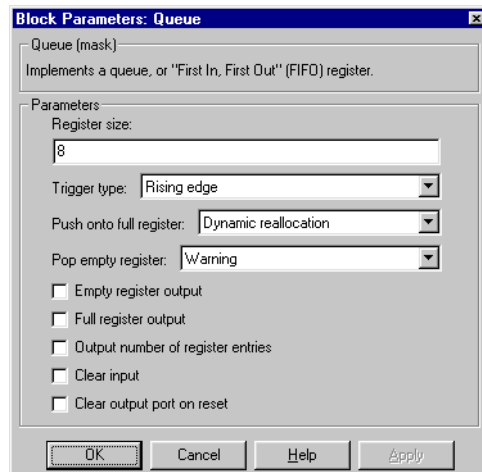 Block Parameters: Queue
Queue (mask)
Implements a queue, or "First In, First Out" (FIFO) register.
Parameters
Register size:
8
Trigger type: Rising edge
Push onto full register: Dynamic reallocation
Pop empty register: Warning
Empty register output
Full register output
Output number of register entries
Clear input
Clear output port on reset
OK Cancel Help Apply